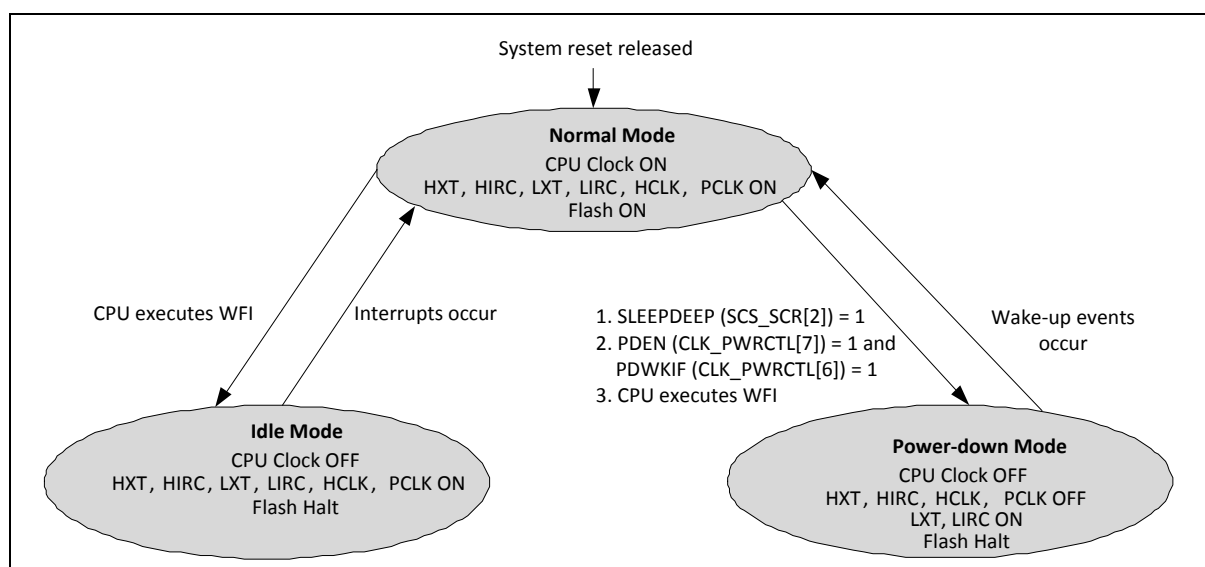 System reset released
Normal Mode
CPU Clock ON
HXT, HIRC, LXT, LIRC, HCLK, PCLK ON
Flash ON
CPU executes WFI
Interrupts occur
1. SLEEPDEEP (SCS_SCR[2]) = 1
2. PDEN (CLK_PWRCTL[7]) = 1 and
PDWKIF (CLK_PWRCTL[6]) = 1
3. CPU executes WFI
Wake-up events
occur
Idle Mode
CPU Clock OFF
HXT, HIRC, LXT, LIRC, HCLK, PCLK ON
Flash Halt
Power-down Mode
CPU Clock OFF
HXT, HIRC, HCLK, PCLK OFF
LXT, LIRC ON
Flash Halt